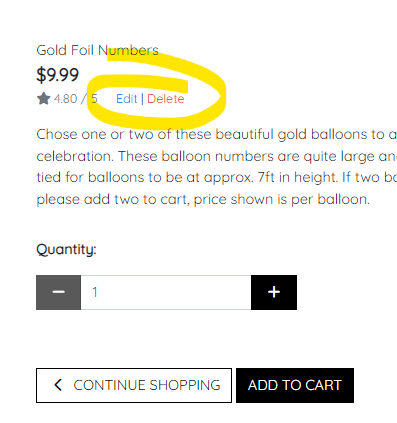 Gold Foil Numbers
$9.99
4.80 / 5 Edit | Delete
Chose one or two of these beautiful gold balloons to a
celebration. These balloon numbers are quite large an
tied for balloons to be at approx. 7ft in height. If two ba
please add two to cart, price shown is per balloon.
Quantity:
− 1 +
CONTINUE SHOPPING ADD TO CART